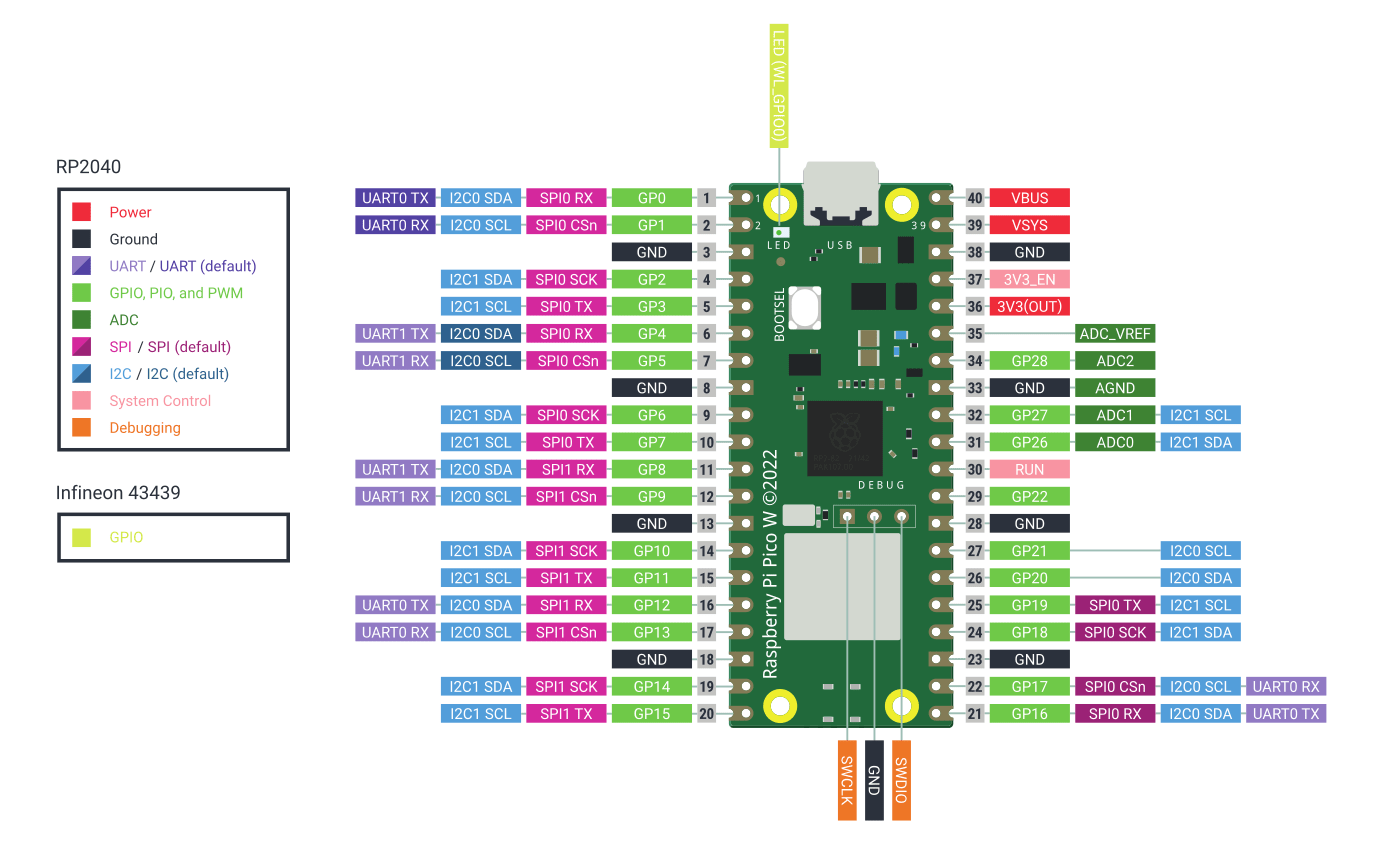 LED (WL_GPIO0)
RP2040
Power
Ground
UART / UART (default)
GPIO, PIO, and PWM
ADC
SPI / SPI (default)
I2C / I2C (default)
System Control
Debugging
Infineon 43439
GPIO
UART0 TX I2C0 SDA SPI0 RX GP0 1
UART0 RX I2C0 SCL SPI0 CSn GP1 2
GND 3
I2C1 SDA SPI0 SCK GP2 4
I2C1 SCL SPI0 TX GP3 5
UART1 TX I2C0 SDA SPI0 RX GP4 6
UART1 RX I2C0 SCL SPI0 CSn GP5 7
GND 8
I2C1 SDA SPI0 SCK GP6 9
I2C1 SCL SPI0 TX GP7 10
UART1 TX I2C0 SDA SPI1 RX GP8 11
UART1 RX I2C0 SCL SPI1 CSn GP9 12
GND 13
I2C1 SDA SPI1 SCK GP10 14
I2C1 SCL SPI1 TX GP11 15
UART0 TX I2C0 SDA SPI1 RX GP12 16
UART0 RX I2C0 SCL SPI1 CSn GP13 17
GND 18
I2C1 SDA SPI1 SCK GP14 19
I2C1 SCL SPI1 TX GP15 20
1
2
39
LED
USB
BOOTSEL
DEBUG
Raspberry Pi Pico W ©2022
40 VBUS
39 VSYS
38 GND
37 3V3_EN
36 3V3(OUT)
35 ADC_VREF
34 GP28 ADC2
33 GND AGND
32 GP27 ADC1 I2C1 SCL
31 GP26 ADC0 I2C1 SDA
30 RUN
29 GP22
28 GND
27 GP21 I2C0 SCL
26 GP20 I2C0 SDA
25 GP19 SPI0 TX I2C1 SCL
24 GP18 SPI0 SCK I2C1 SDA
23 GND
22 GP17 SPI0 CSn I2C0 SCL UART0 RX
21 GP16 SPI0 RX I2C0 SDA UART0 TX
SWCLK
GND
SWDIO